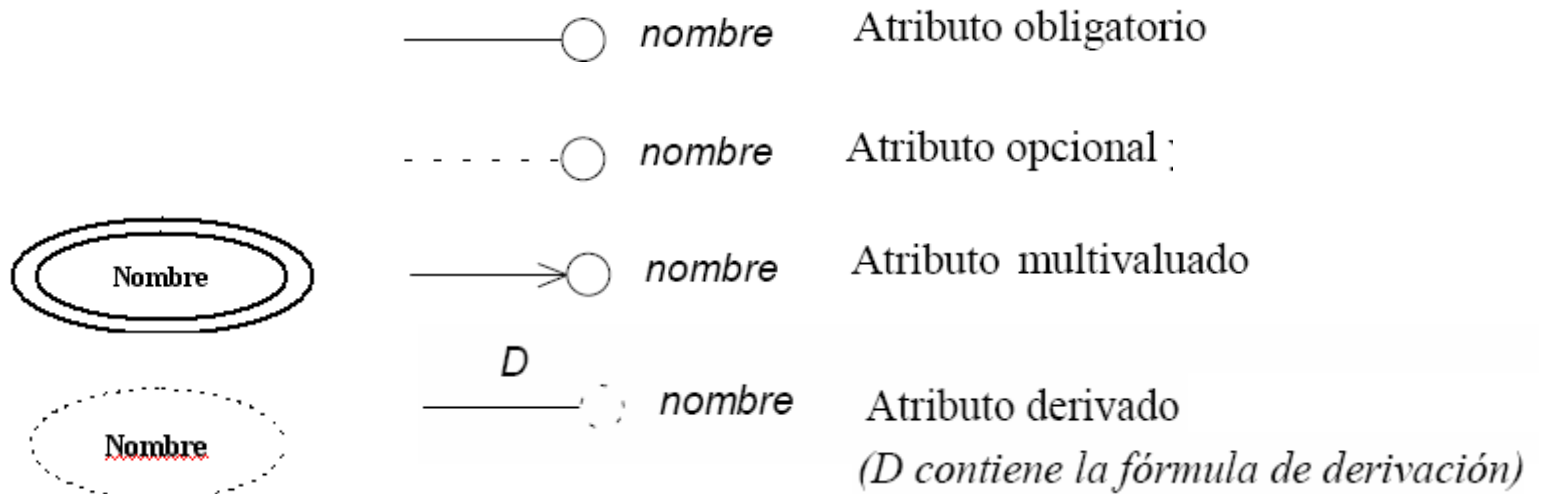 nombre Atributo obligatorio
nombre Atributo opcional
Nombre nombre Atributo multivaluado
D
Nombre nombre Atributo derivado
(D contiene la fórmula de derivación)